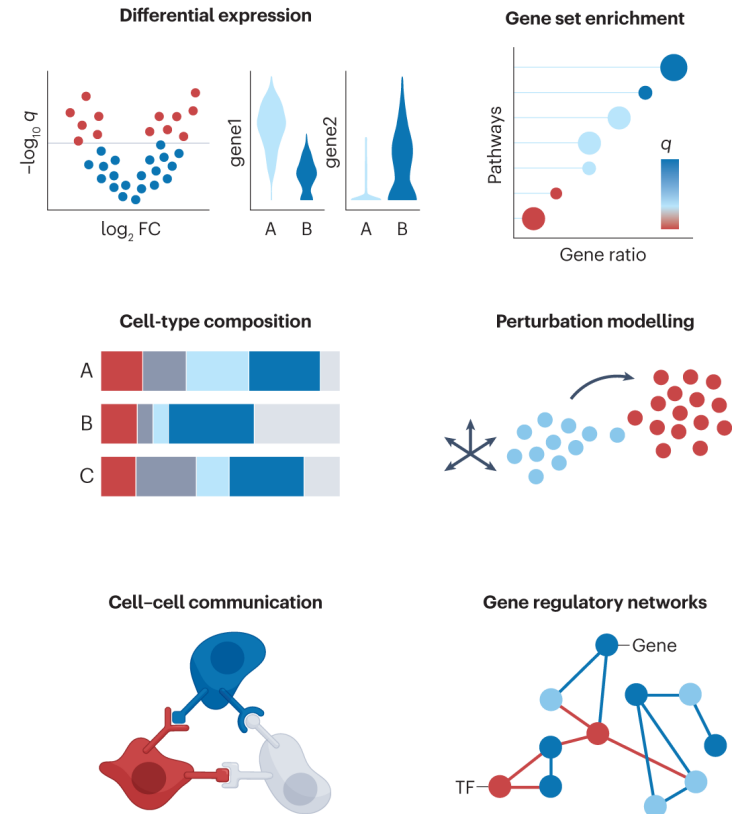 Differential expression
–log₁₀ q
log₂ FC
gene1
A B
gene2
A B
Gene set enrichment
Pathways
q
Gene ratio
Cell-type composition
A
B
C
Perturbation modelling
Cell–cell communication
Gene regulatory networks
Gene
TF